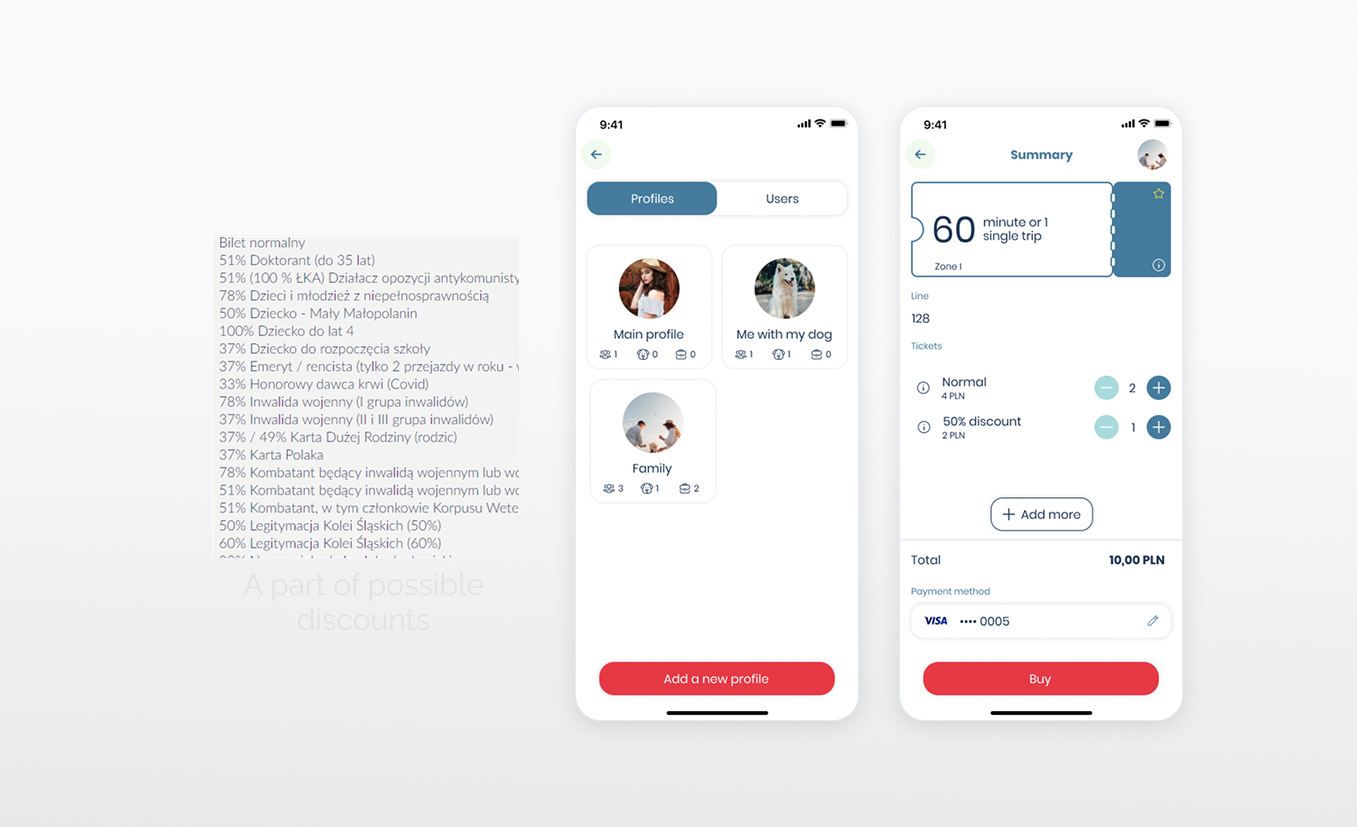 Bilet normalny
51% Doktorant (do 35 lat)
51% (100 % ŁKA) Działacz opozycji antykomunisty
78% Dzieci i młodzież z niepełnosprawnością
50% Dziecko - Mały Małopolanin
100% Dziecko do lat 4
37% Dziecko do rozpoczęcia szkoły
37% Emeryt / rencista (tylko 2 przejazdy w roku -
33% Honorowy dawca krwi (Covid)
78% Inwalida wojenny (I grupa inwalidów)
37% Inwalida wojenny (II i III grupa inwalidów)
37% / 49% Karta Dużej Rodziny (rodzic)
37% Karta Polaka
78% Kombatant będący inwalidą wojennym lub
51% Kombatant będący inwalidą wojennym lub
51% Kombatant, w tym członkowie Korpusu Wete
50% Legitymacja Kolei Śląskich (50%)
60% Legitymacja Kolei Śląskich (60%)
A part of possible
discounts
9:41
Profiles
Users
Main profile
1 0 0
Me with my dog
1 1 0
Family
3 1 2
Add a new profile
9:41
Summary
60
minute or 1
single trip
Zone I
Line
128
Tickets
Normal
4 PLN
2
50% discount
2 PLN
1
Add more
Total 10,00 PLN
Payment method
VISA •••• 0005
Buy